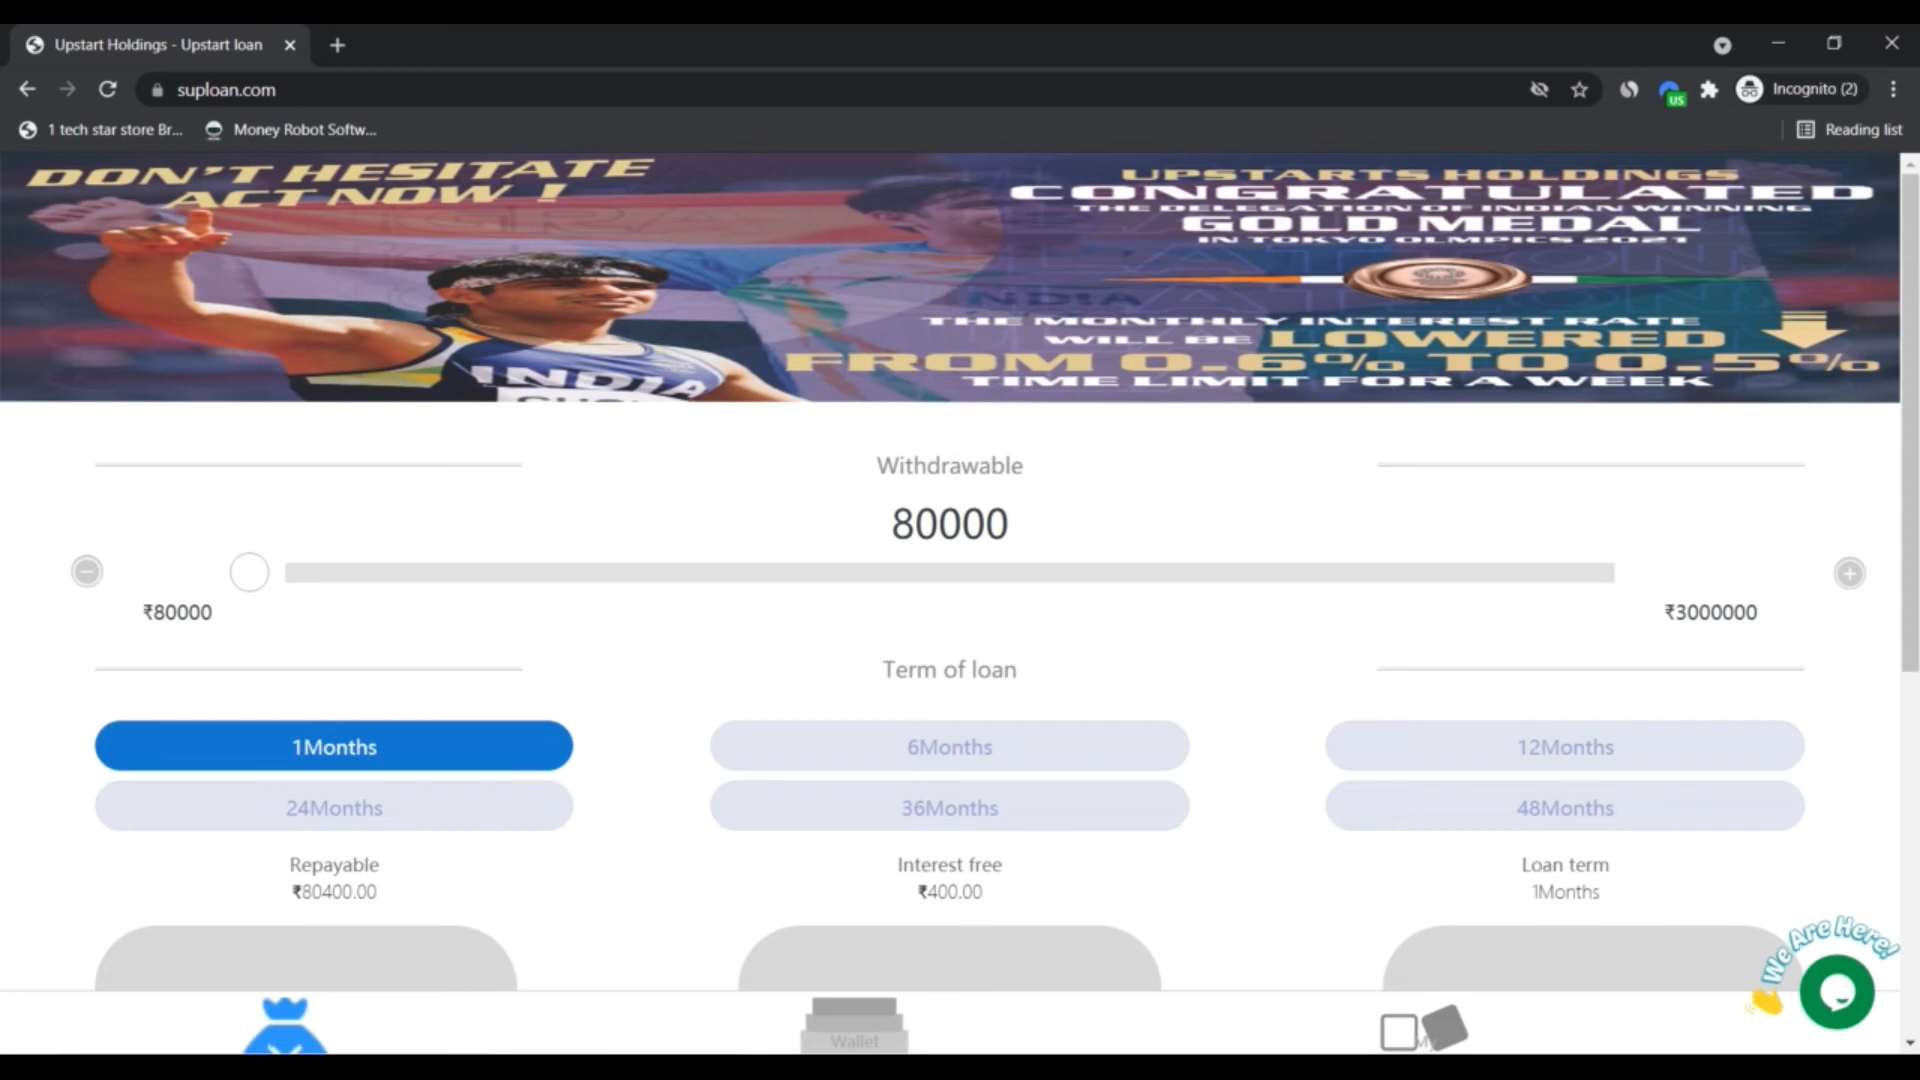 Upstart Holdings - Upstart loan
suploan.com
US
Incognito (2)
1 tech star store Br...
Money Robot Softw...
Reading list
DON'T HESITATE
ACT NOW !
UPSTARTS HOLDINGS
CONGRATULATED
THE DELEGATION OF INDIAN WINNING
GOLD MEDAL
IN TOKYO OLMPICS 2021
THE MONTHLY INTEREST RATE
WILL BE LOWERED
FROM 0.6% TO 0.5%
TIME LIMIT FOR A WEEK
INDIA
Withdrawable
80000
₹80000
₹3000000
Term of loan
1Months
6Months
12Months
24Months
36Months
48Months
Repayable
Interest free
Loan term
₹80400.00
₹400.00
1Months
We Are Here!
Wallet